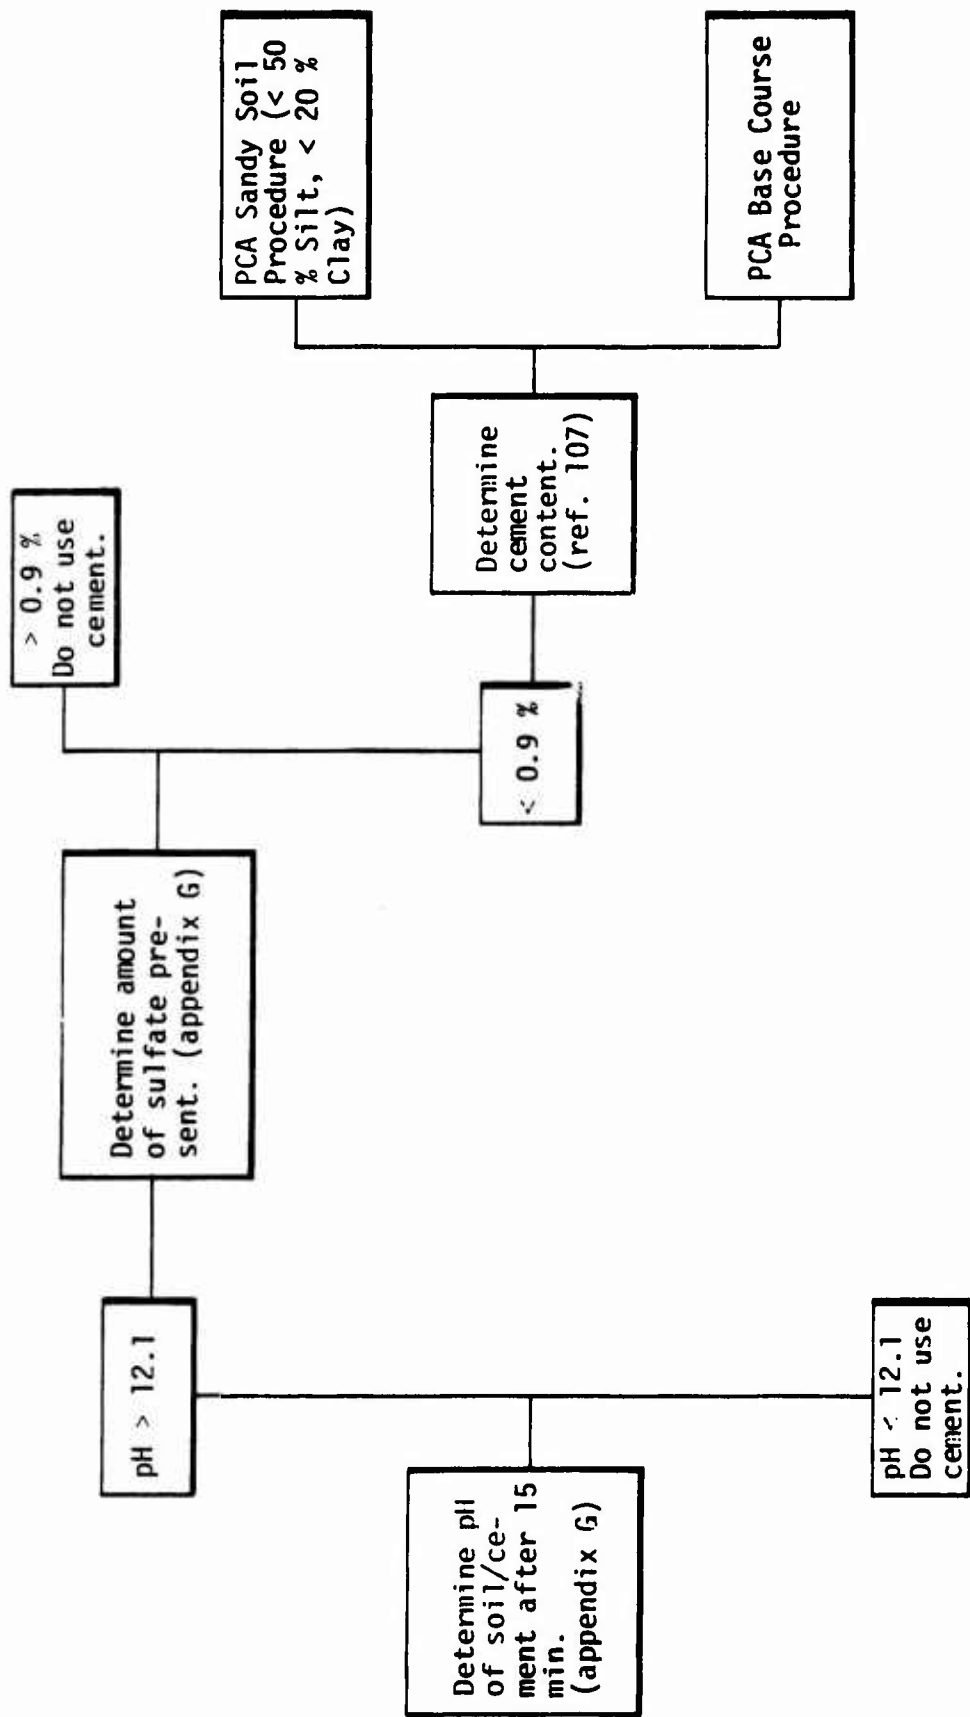 Determine pH
of soil/ce-
ment after 15
min.
(appendix G)
pH > 12.1
pH < 12.1
Do not use
cement.
Determine amount
of sulfate pre-
sent. (appendix G)
> 0.9 %
Do not use
cement.
< 0.9 %
Determine
cement
content.
(ref. 107)
PCA Sandy Soil
Procedure (< 50
% Silt, < 20 %
Clay)
PCA Base Course
Procedure